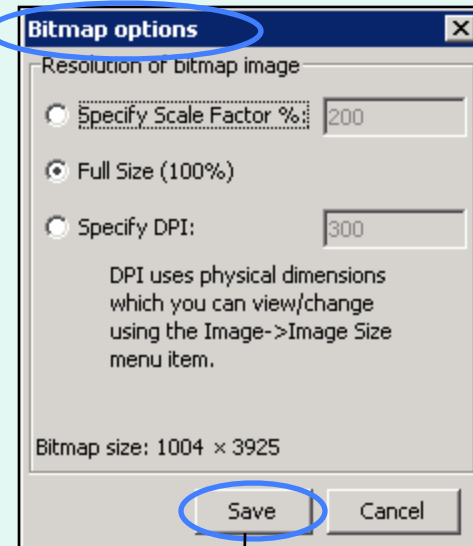 Bitmap options
Resolution of bitmap image
Specify Scale Factor %: 200
Full Size (100%)
Specify DPI: 300
DPI uses physical dimensions
which you can view/change
using the Image->Image Size
menu item.
Bitmap size: 1004 × 3925
Save Cancel